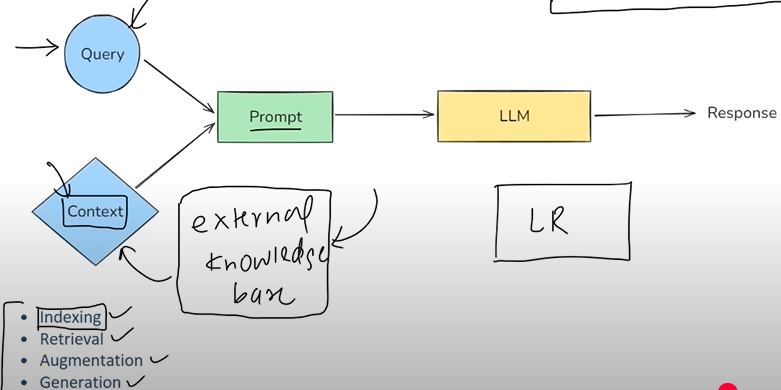 Query
Prompt
LLM
Response
Context
external
knowledge
base
LR
Indexing
Retrieval
Augmentation
Generation